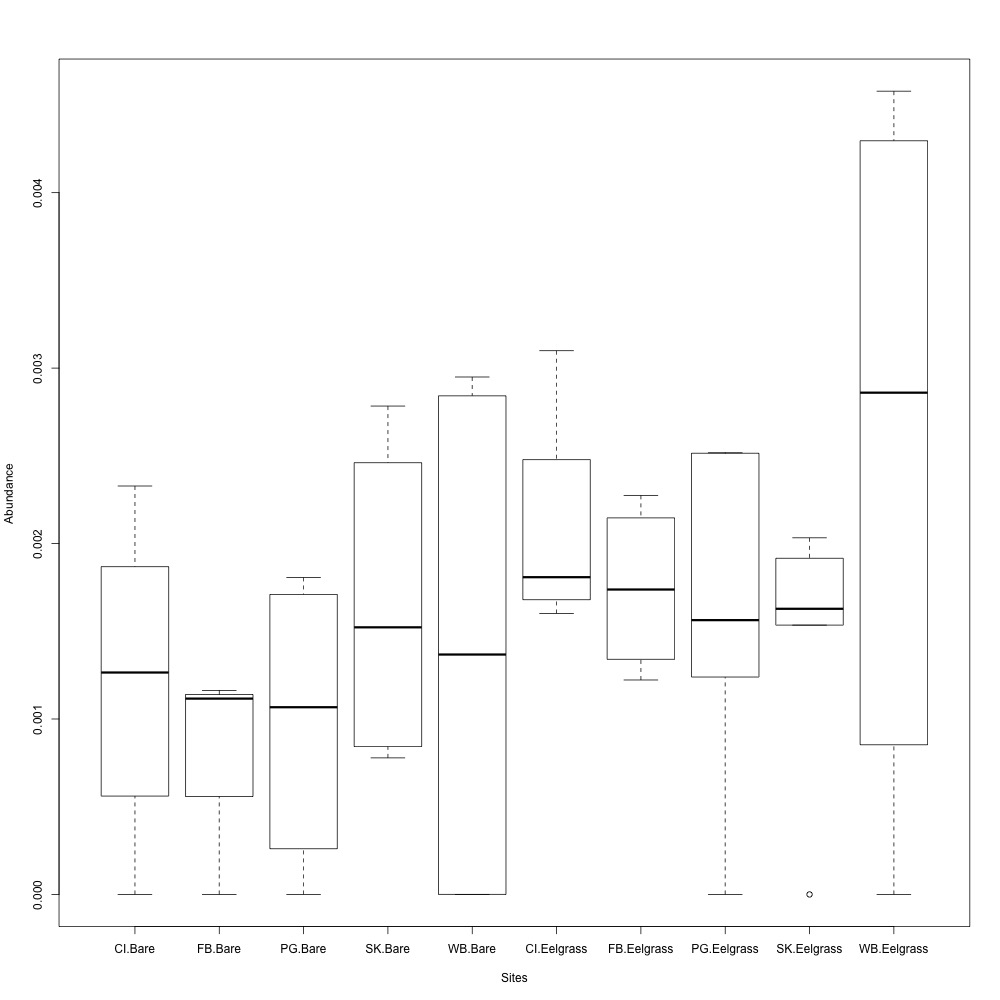 0.004
0.003
0.002
0.001
0.000
Abundance
CI.Bare FB.Bare PG.Bare SK.Bare WB.Bare CI.Eelgrass FB.Eelgrass PG.Eelgrass SK.Eelgrass WB.Eelgrass
Sites